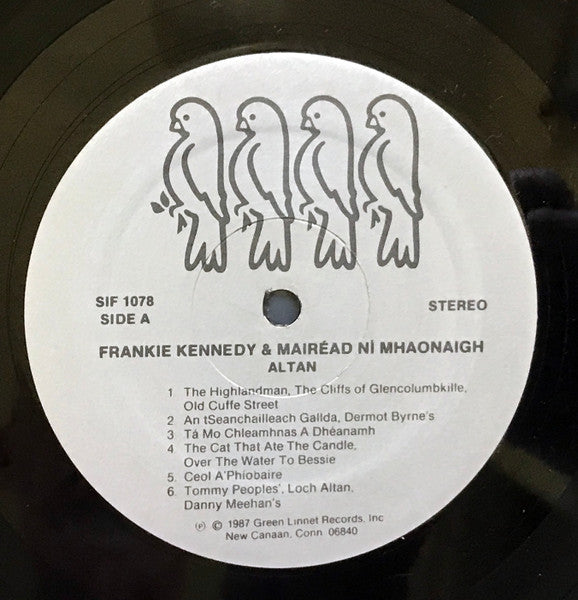 SIF 1078
SIDE A
STEREO
FRANKIE KENNEDY & MAIRÉAD NÍ MHAONAIGH
ALTAN
1 The Highlandman, The Cliffs of Glencolumbkille,
Old Cuffe Street
2 An tSeanchailleach Gallda, Dermot Byrne's
3 Tá Mo Chleamhnas A Dhéanamh
4 The Cat That Ate The Candle,
Over The Water To Bessie
5. Ceol A'Phíobaire
6. Tommy Peoples', Loch Altan,
Danny Meehan's
℗ © 1987 Green Linnet Records, Inc
New Canaan, Conn 06840